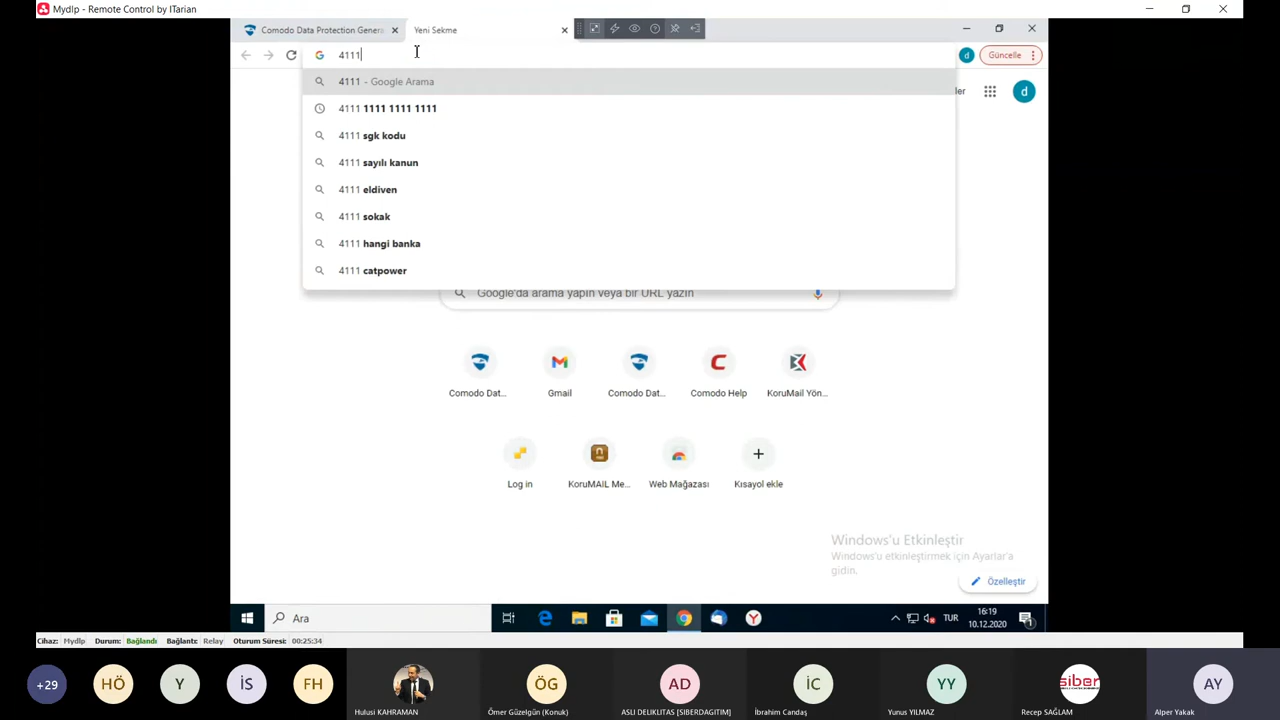 Mydlp - Remote Control by ITarian
Comodo Data Protection Genera
Yeni Sekme
4111
d
Güncelle
4111 - Google Arama
ler
d
4111 1111 1111 1111
4111 sgk kodu
4111 sayılı kanun
4111 eldiven
4111 sokak
4111 hangi banka
4111 catpower
Google'da arama yapın veya bir URL yazın
Comodo Dat...
Gmail
Comodo Dat...
Comodo Help
KoruMail Yön...
Log in
KoruMAIL Me...
Web Mağazası
Kısayol ekle
Windows'u Etkinleştir
Windows'u etkinleştirmek için Ayarlar'a
gidin.
Özelleştir
Ara
TUR
16:19
10.12.2020
1
Cihaz: Mydlp Durum: Bağlandı Bağlantı: Relay Oturum Süresi: 00:25:34
+29
HÖ
Y
İS
FH
Hulusi KAHRAMAN
ÖG
Ömer Güzelgün (Konuk)
AD
ASLI DELIKLITAS [SIBERDAGITIM]
İC
İbrahim Candaş
YY
Yunus YILMAZ
siber
Recep SAĞLAM
AY
Alper Yakak